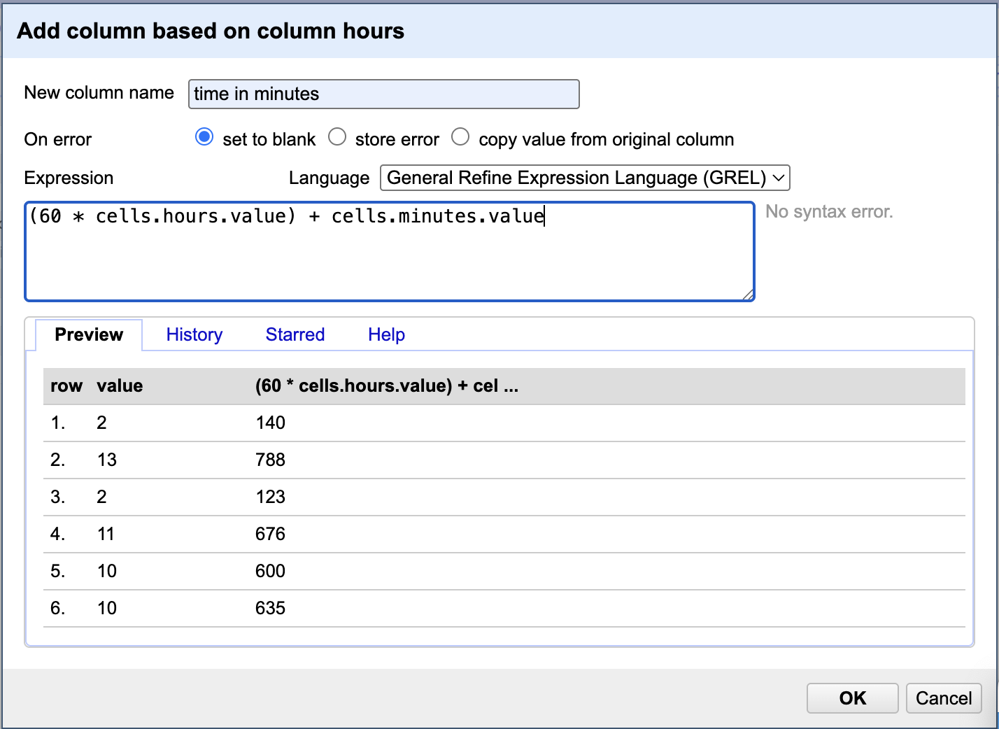 Add column based on column hours
New column name time in minutes
On error set to blank store error copy value from original column
Expression Language General Refine Expression Language (GREL)
(60 * cells.hours.value) + cells.minutes.value No syntax error.
Preview History Starred Help
row value (60 * cells.hours.value) + cel ...
1. 2 140
2. 13 788
3. 2 123
4. 11 676
5. 10 600
6. 10 635
OK Cancel